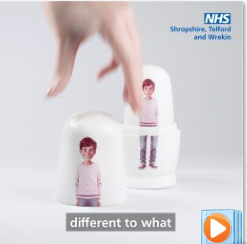 NHS
Shropshire, Telford
and Wrekin
different to what